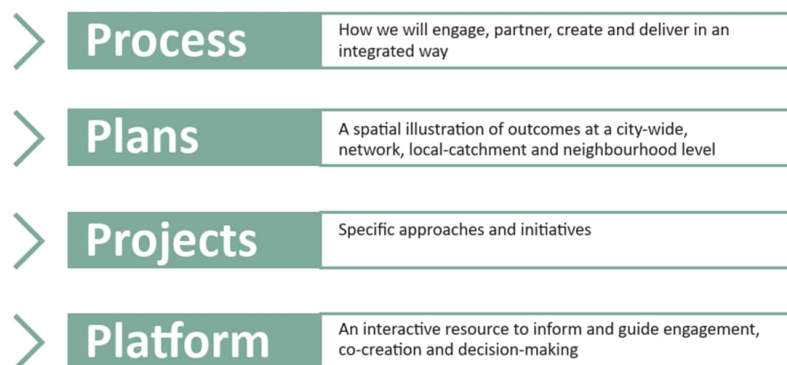 Process
How we will engage, partner, create and deliver in an
integrated way
Plans
A spatial illustration of outcomes at a city-wide,
network, local-catchment and neighbourhood level
Projects
Specific approaches and initiatives
Platform
An interactive resource to inform and guide engagement,
co-creation and decision-making